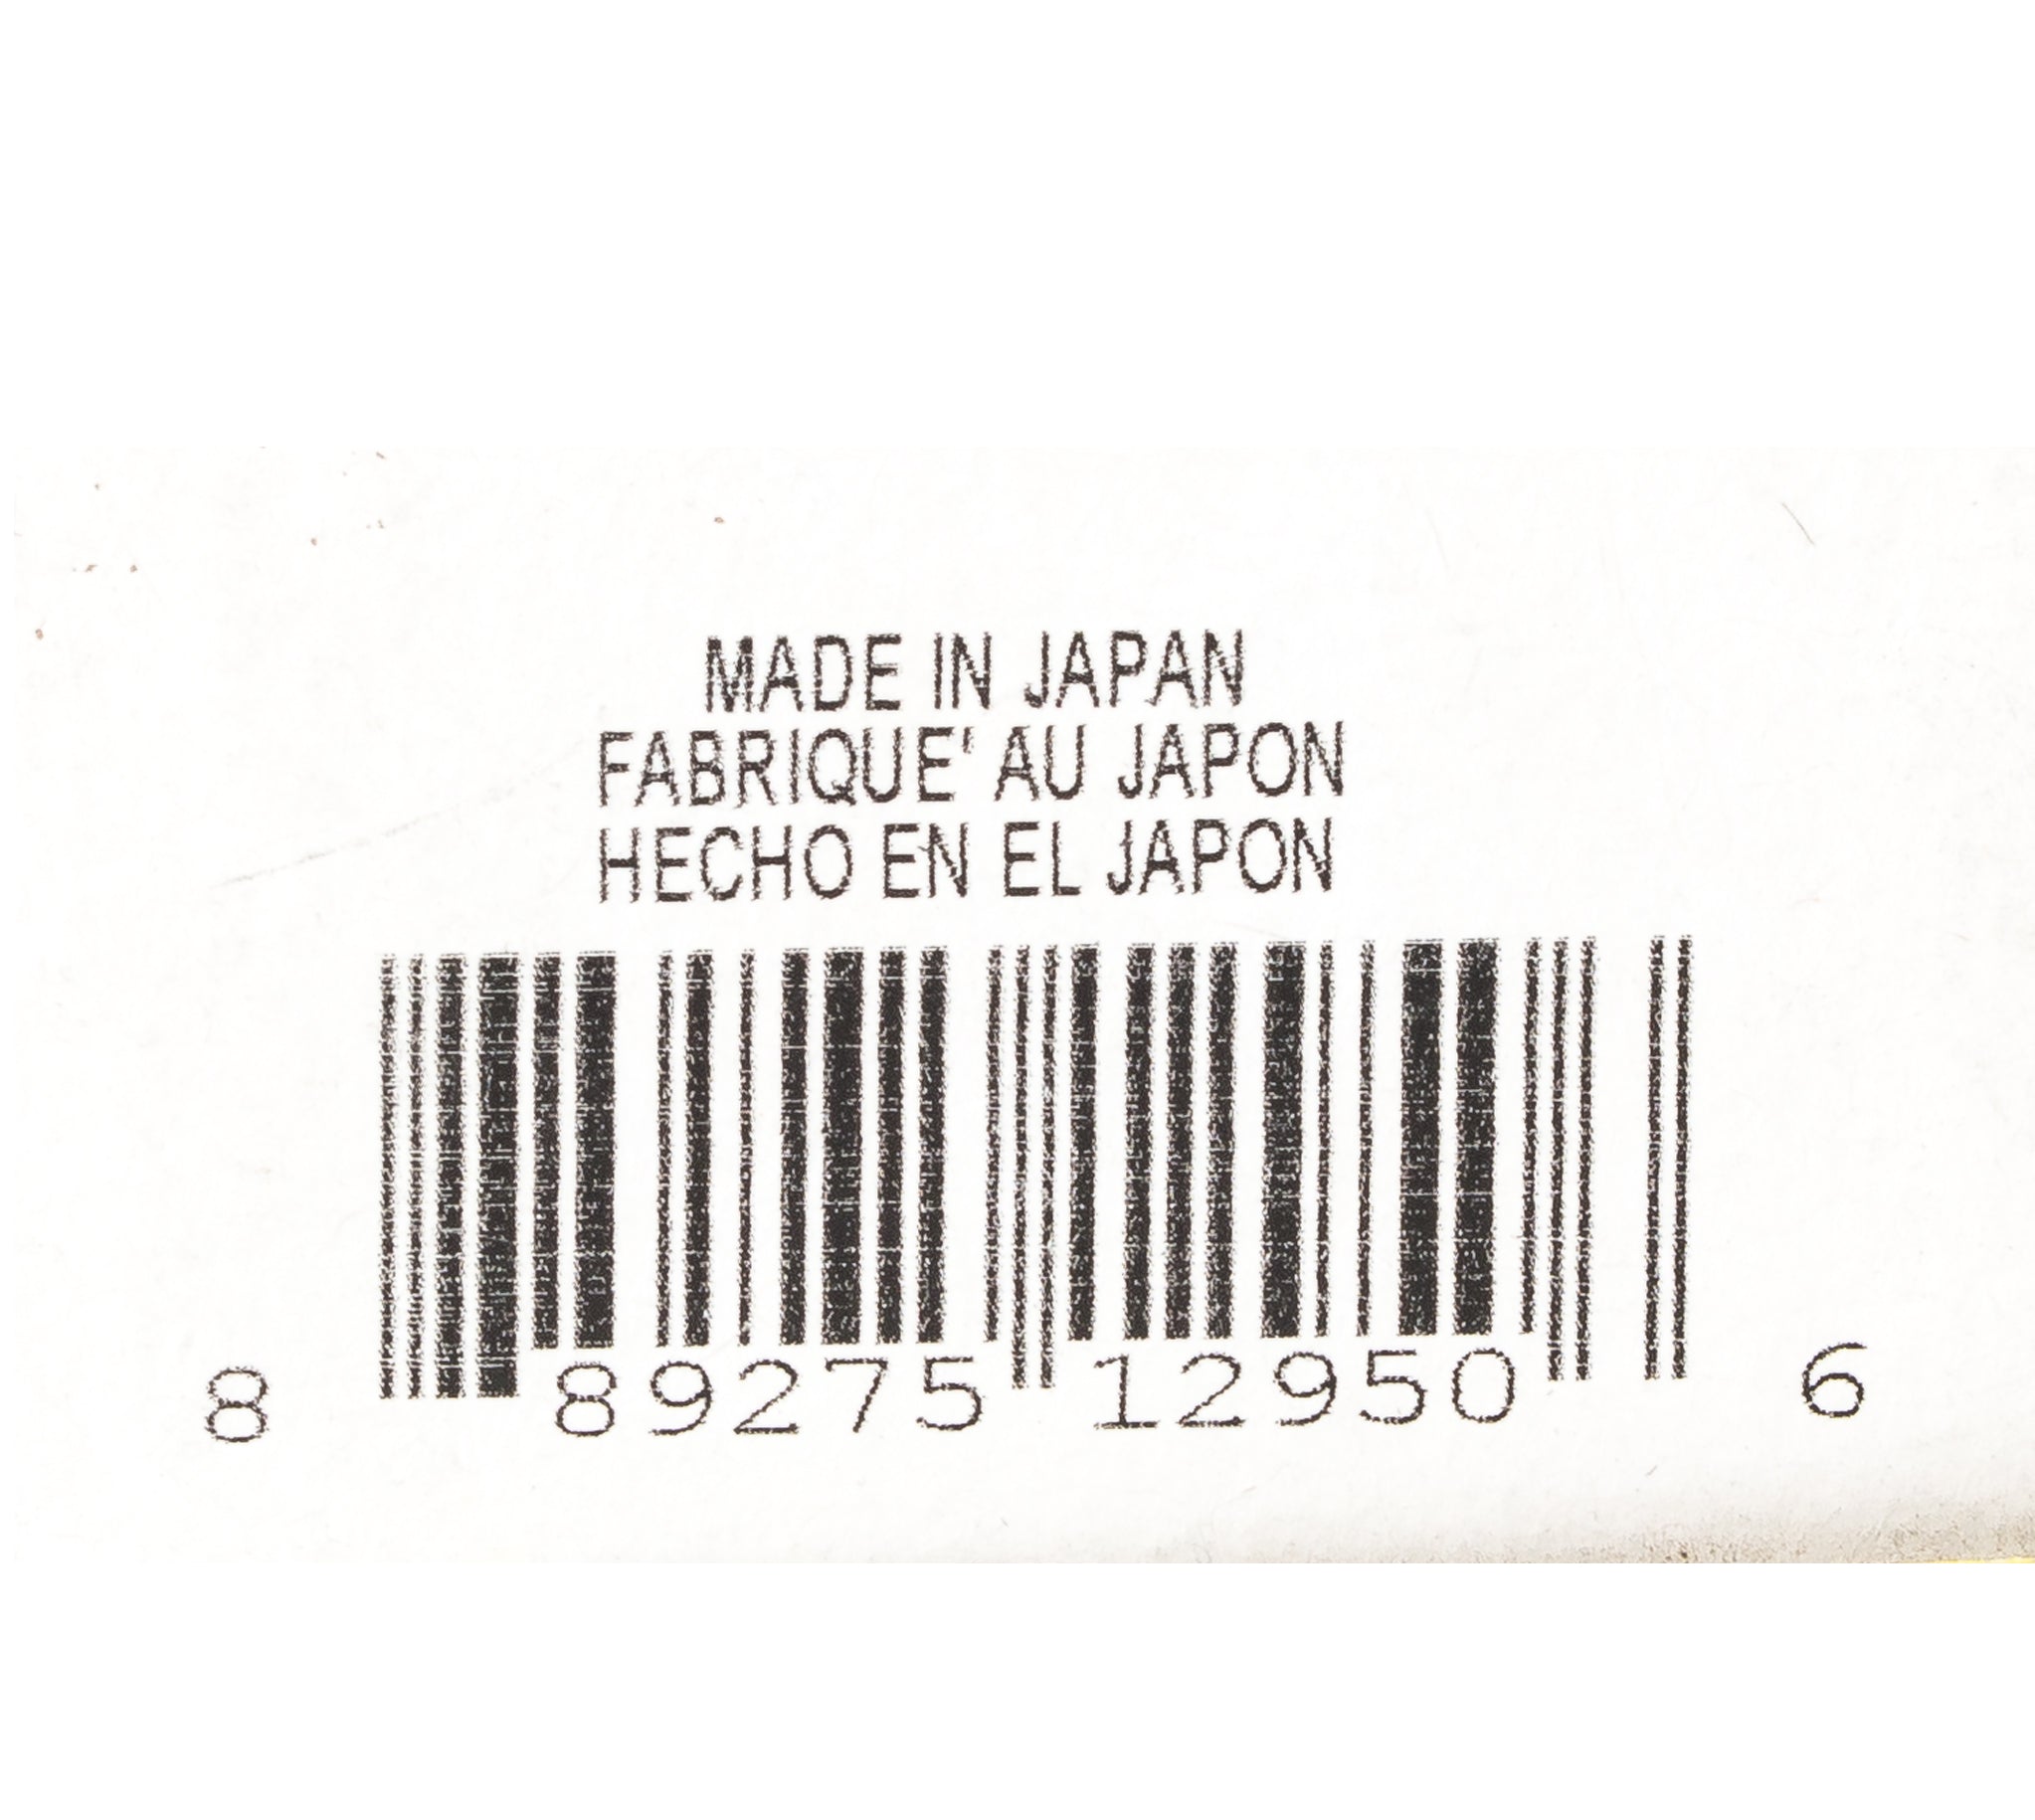 MADE IN JAPAN
FABRIQUE' AU JAPON
HECHO EN EL JAPON
8 89275 12950 6